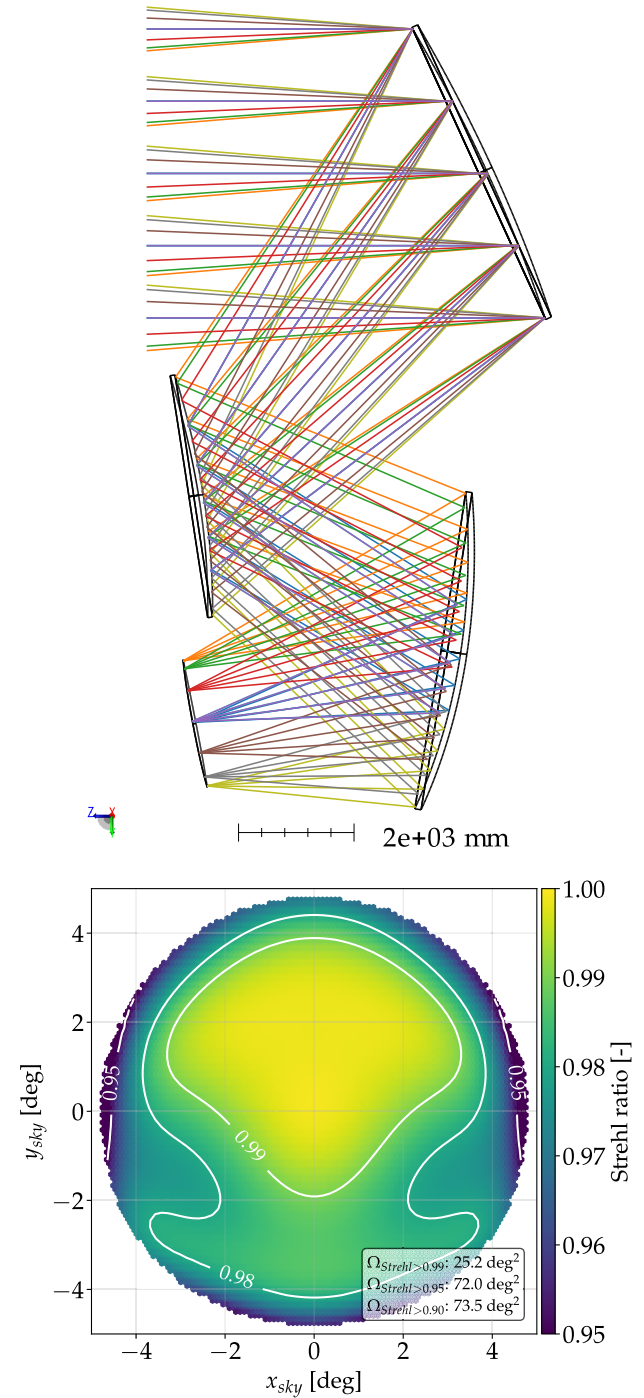 Z
X
Y
2e+03 mm
1.00
0.99
0.98
0.97
0.96
0.95
Strehl ratio [-]
4
2
0
−2
−4
y_sky [deg]
0.95
0.95
0.99
0.98
Ω_Strehl>0.99: 25.2 deg²
Ω_Strehl>0.95: 72.0 deg²
Ω_Strehl>0.90: 73.5 deg²
−4 −2 0 2 4
x_sky [deg]